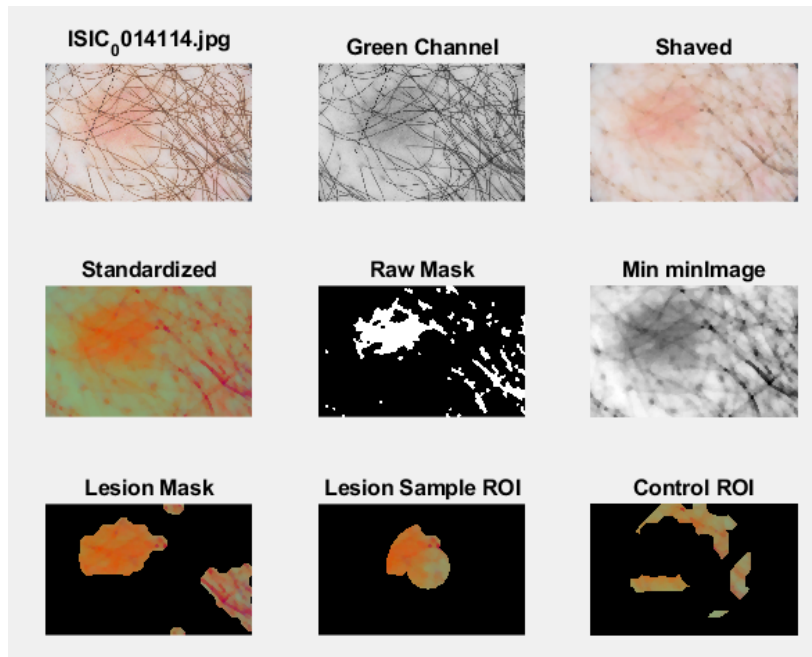 ISIC₀014114.jpg
Green Channel
Shaved
Standardized
Raw Mask
Min minImage
Lesion Mask
Lesion Sample ROI
Control ROI